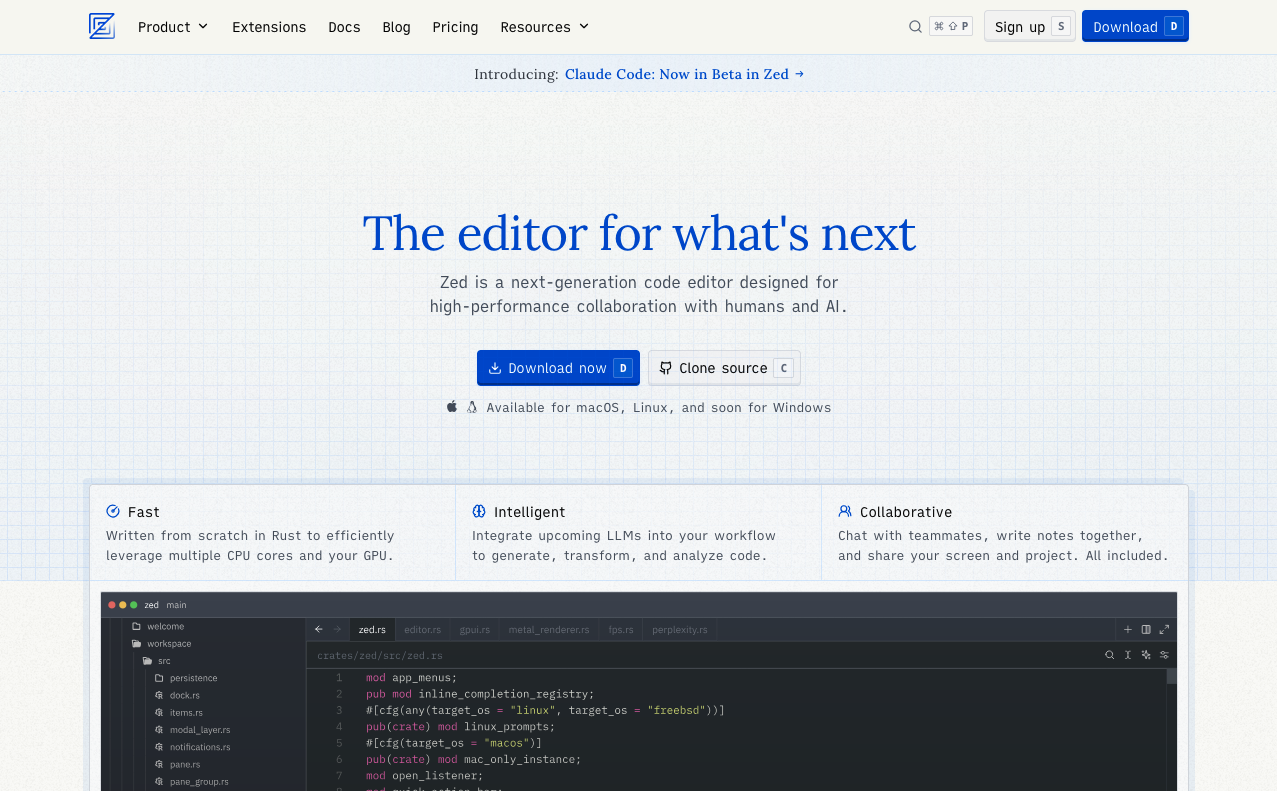 Product Extensions Docs Blog Pricing Resources ⌘ ⇧ P Sign up S Download D
Introducing: Claude Code: Now in Beta in Zed →
The editor for what's next
Zed is a next-generation code editor designed for
high-performance collaboration with humans and AI.
Download now D Clone source C
Available for macOS, Linux, and soon for Windows
Fast
Written from scratch in Rust to efficiently
leverage multiple CPU cores and your GPU.
Intelligent
Integrate upcoming LLMs into your workflow
to generate, transform, and analyze code.
Collaborative
Chat with teammates, write notes together,
and share your screen and project. All included.
zed main
welcome
workspace
src
persistence
dock.rs
items.rs
modal_layer.rs
notifications.rs
pane.rs
pane_group.rs
zed.rs editor.rs gpui.rs metal_renderer.rs fps.rs perplexity.rs
crates/zed/src/zed.rs
1 mod app_menus;
2 pub mod inline_completion_registry;
3 #[cfg(any(target_os = "linux", target_os = "freebsd"))]
4 pub(crate) mod linux_prompts;
5 #[cfg(target_os = "macos")]
6 pub(crate) mod mac_only_instance;
7 mod open_listener;